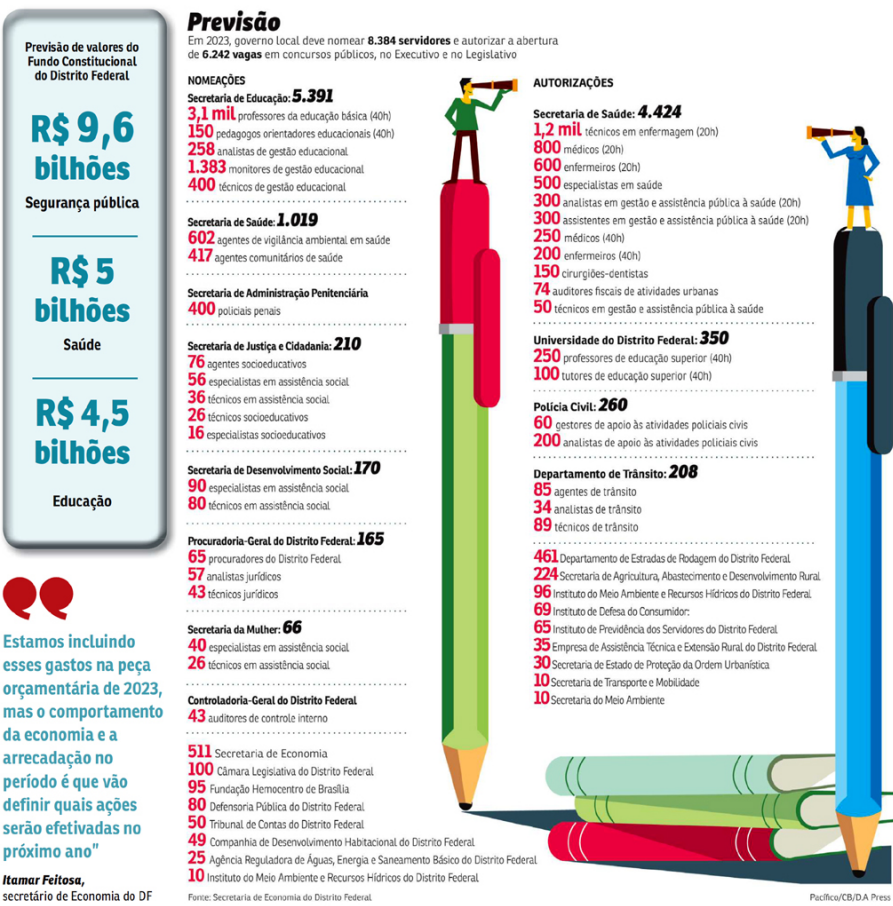 Previsão de valores do
Fundo Constitucional
do Distrito Federal
R$ 9,6
bilhões
Segurança pública
R$ 5
bilhões
Saúde
R$ 4,5
bilhões
Educação
Estamos incluindo
esses gastos na peça
orçamentária de 2023,
mas o comportamento
da economia e a
arrecadação no
período é que vão
definir quais ações
serão efetivadas no
próximo ano”
Itamar Feitosa,
secretário de Economia do DF
Previsão
Em 2023, governo local deve nomear 8.384 servidores e autorizar a abertura
de 6.242 vagas em concursos públicos, no Executivo e no Legislativo
NOMEAÇÕES
Secretaria de Educação: 5.391
3,1 mil professores da educação básica (40h)
150 pedagogos orientadores educacionais (40h)
258 analistas de gestão educacional
1.383 monitores de gestão educacional
400 técnicos de gestão educacional
Secretaria de Saúde: 1.019
602 agentes de vigilância ambiental em saúde
417 agentes comunitários de saúde
Secretaria de Administração Penitenciária
400 policiais penais
Secretaria de Justiça e Cidadania: 210
76 agentes socioeducativos
56 especialistas em assistência social
36 técnicos em assistência social
26 técnicos socioeducativos
16 especialistas socioeducativos
Secretaria de Desenvolvimento Social: 170
90 especialistas em assistência social
80 técnicos em assistência social
Procuradoria-Geral do Distrito Federal: 165
65 procuradores do Distrito Federal
57 analistas jurídicos
43 técnicos jurídicos
Secretaria da Mulher: 66
40 especialistas em assistência social
26 técnicos em assistência social
Controladoria-Geral do Distrito Federal
43 auditores de controle interno
511 Secretaria de Economia
100 Câmara Legislativa do Distrito Federal
95 Fundação Hemocentro de Brasília
80 Defensoria Pública do Distrito Federal
50 Tribunal de Contas do Distrito Federal
49 Companhia de Desenvolvimento Habitacional do Distrito Federal
25 Agência Reguladora de Águas, Energia e Saneamento Básico do Distrito Federal
10 Instituto do Meio Ambiente e Recursos Hídricos do Distrito Federal
Fonte: Secretaria de Economia do Distrito Federal
AUTORIZAÇÕES
Secretaria de Saúde: 4.424
1,2 mil técnicos em enfermagem (20h)
800 médicos (20h)
600 enfermeiros (20h)
500 especialistas em saúde
300 analistas em gestão e assistência pública à saúde (20h)
300 assistentes em gestão e assistência pública à saúde (20h)
250 médicos (40h)
200 enfermeiros (40h)
150 cirurgiões-dentistas
74 auditores fiscais de atividades urbanas
50 técnicos em gestão e assistência pública à saúde
Universidade do Distrito Federal: 350
250 professores de educação superior (40h)
100 tutores de educação superior (40h)
Polícia Civil: 260
60 gestores de apoio às atividades policiais civis
200 analistas de apoio às atividades policiais civis
Departamento de Trânsito: 208
85 agentes de trânsito
34 analistas de trânsito
89 técnicos de trânsito
461 Departamento de Estradas de Rodagem do Distrito Federal
224 Secretaria de Agricultura, Abastecimento e Desenvolvimento Rural
96 Instituto do Meio Ambiente e Recursos Hídricos do Distrito Federal
69 Instituto de Defesa do Consumidor:
65 Instituto de Previdência dos Servidores do Distrito Federal
35 Empresa de Assistência Técnica e Extensão Rural do Distrito Federal
30 Secretaria de Estado de Proteção da Ordem Urbanística
10 Secretaria de Transporte e Mobilidade
10 Secretaria do Meio Ambiente
Pacífico/CB/D.A Press